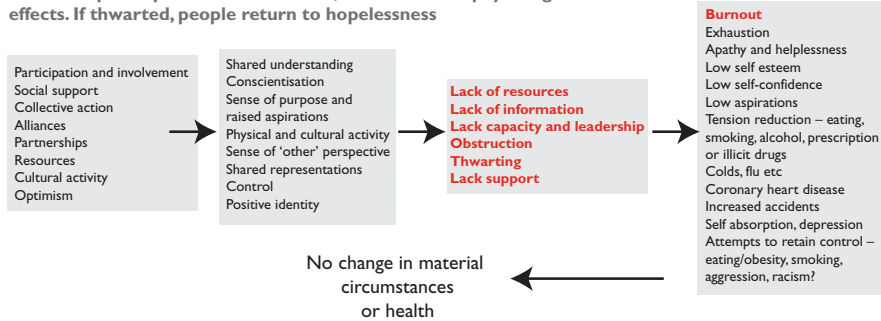 effects. If thwarted, people return to hopelessness
Participation and involvement
Social support
Collective action
Alliances
Partnerships
Resources
Cultural activity
Optimism
Shared understanding
Conscientisation
Sense of purpose and
raised aspirations
Physical and cultural activity
Sense of ‘other’ perspective
Shared representations
Control
Positive identity
Lack of resources
Lack of information
Lack capacity and leadership
Obstruction
Thwarting
Lack support
Burnout
Exhaustion
Apathy and helplessness
Low self esteem
Low self-confidence
Low aspirations
Tension reduction – eating,
smoking, alcohol, prescription
or illicit drugs
Colds, flu etc
Coronary heart disease
Increased accidents
Self absorption, depression
Attempts to retain control –
eating/obesity, smoking,
aggression, racism?
No change in material
circumstances
or health